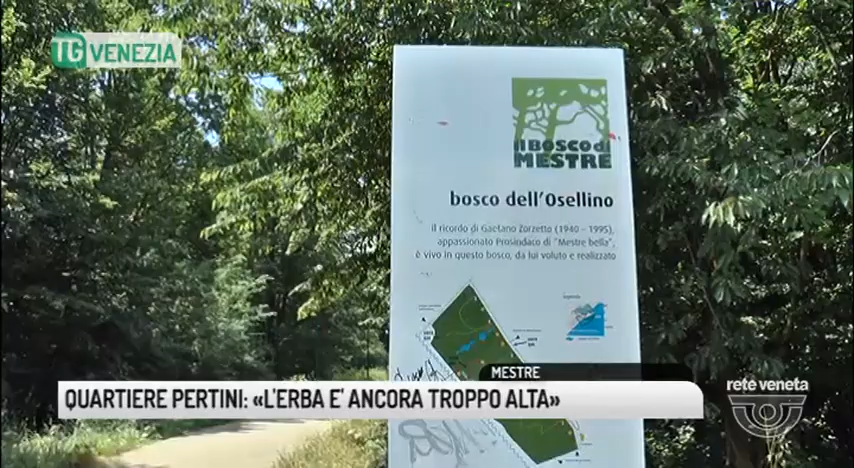 TG VENEZIA
Il BOSCO di
MESTRE
bosco dell'Osellino
il ricordo di Gaetano Zorzetto (1940 - 1995),
appassionato Prosindaco di "Mestre bella",
è vivo in questo bosco, da lui voluto e realizzato
MESTRE
QUARTIERE PERTINI: «L'ERBA E' ANCORA TROPPO ALTA»
rete veneta